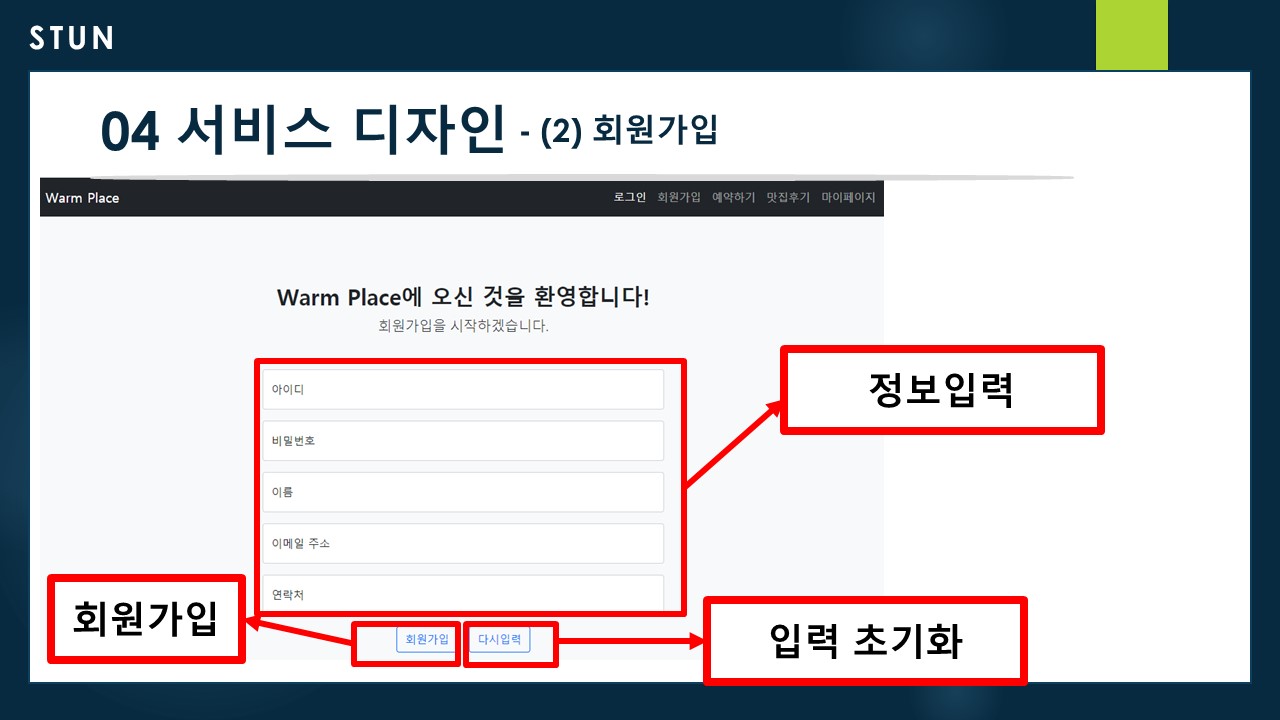 STUN
04 서비스 디자인 - (2) 회원가입
Warm Place
로그인 회원가입 예약하기 맛집후기 마이페이지
Warm Place에 오신 것을 환영합니다!
회원가입을 시작하겠습니다.
아이디
비밀번호
이름
이메일 주소
연락처
정보입력
회원가입
회원가입
다시입력
입력 초기화